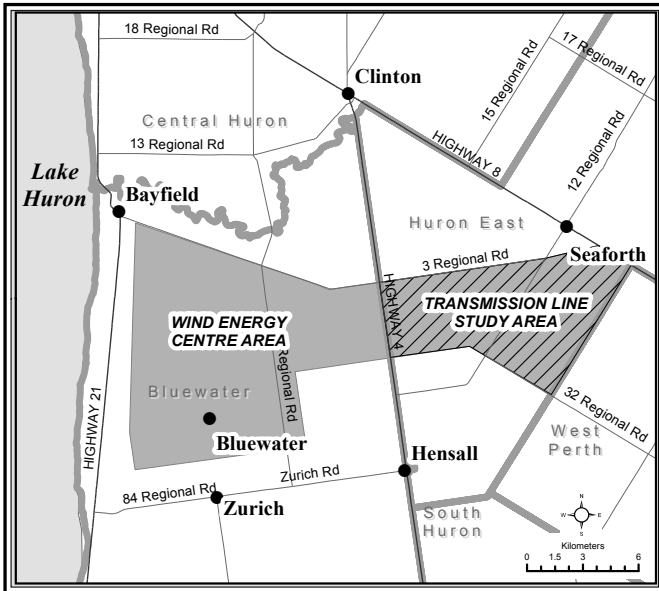 18 Regional Rd
17 Regional Rd
Clinton
15 Regional Rd
Central Huron
13 Regional Rd
HIGHWAY 8
12 Regional Rd
Lake
Huron
Bayfield
Huron East
Seaforth
3 Regional Rd
HIGHWAY 4
WIND ENERGY
CENTRE AREA
TRANSMISSION LINE
STUDY AREA
Regional Rd
HIGHWAY 21
Bluewater
Bluewater
32 Regional Rd
West
Perth
Hensall
Zurich Rd
84 Regional Rd
Zurich
South
Huron
N
W
E
S
Kilometers
0 1.5 3 6